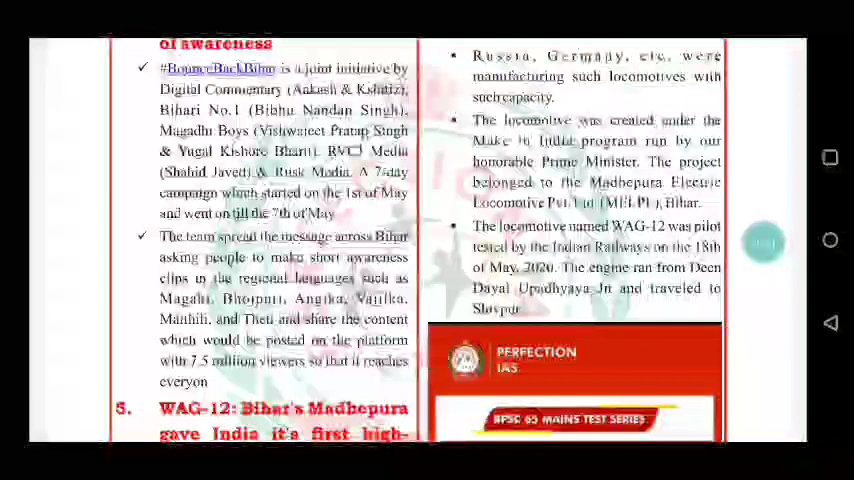 of awareness
✓ #BounceBackBihar is a joint initiative by
Digital Commentary (Aakash & Kshitiz),
Bihari No.1 (Bibhu Nandan Singh),
Magadh Boys (Vishwajeet Pratap Singh
& Yugal Kishore Bharti), RVCJ Media
(Shahid Javed) & Rusk Media. A 7-day
campaign which started on the 1st of May
and went on till the 7th of May
✓ The team spread the message across Bihar
asking people to make short awareness
clips in the regional languages such as
Magahi, Bhojpuri, Angika, Vajjika,
Maithili, and Theti and share the content
which would be posted on the platform
with 7.5 million viewers so that it reaches
everyon
5. WAG-12: Bihar's Madhepura
gave India it's first high-
▪ Russia, Germany, etc, were
manufacturing such locomotives with
such capacity.
▪ The locomotive was created under the
Make in India program run by our
honorable Prime Minister. The project
belonged to the Madhepura Electric
Locomotive Pvt. Ltd (MELPL), Bihar.
▪ The locomotive named WAG-12 was pilot
tested by the Indian Railways on the 18th
of May, 2020. The engine ran from Deen
Dayal Upadhyaya Jn and traveled to
Shivpur
PERFECTION
IAS
BPSC 65 MAINS TEST SERIES